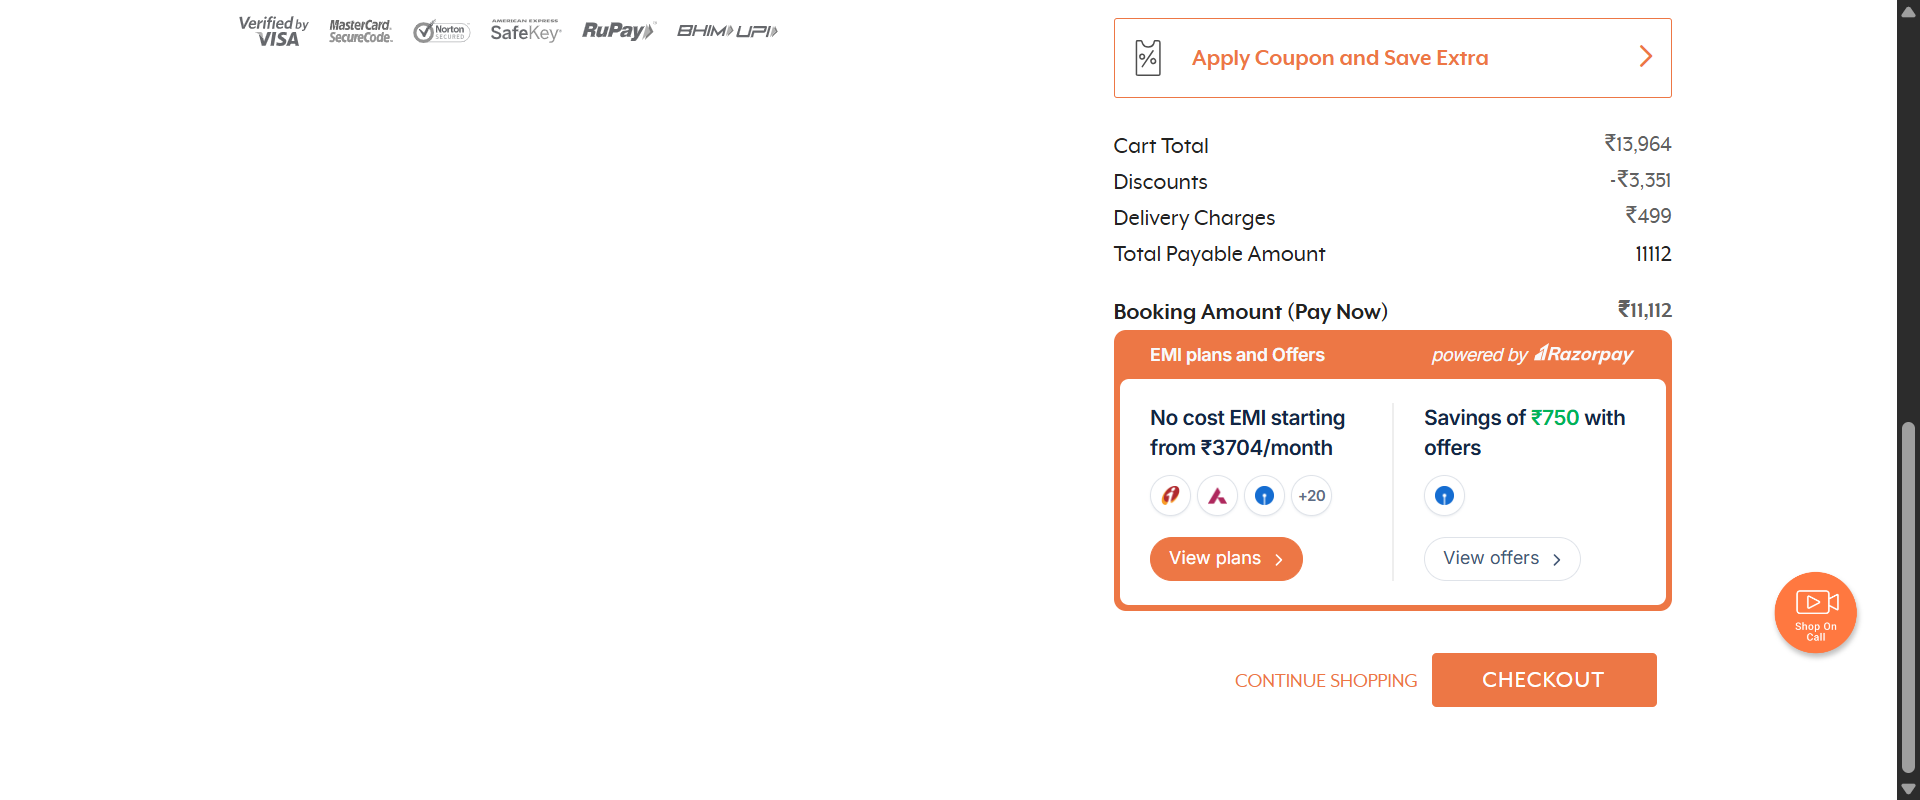 Verified by
VISA
MasterCard.
SecureCode.
Norton
SECURED
AMERICAN EXPRESS
SafeKey
RuPay
BHIM UPI
Apply Coupon and Save Extra
Cart Total ₹13,964
Discounts -₹3,351
Delivery Charges ₹499
Total Payable Amount 11112
Booking Amount (Pay Now) ₹11,112
EMI plans and Offers powered by Razorpay
No cost EMI starting
from ₹3704/month
+20
View plans
Savings of ₹750 with
offers
View offers
Shop On
Call
CONTINUE SHOPPING CHECKOUT